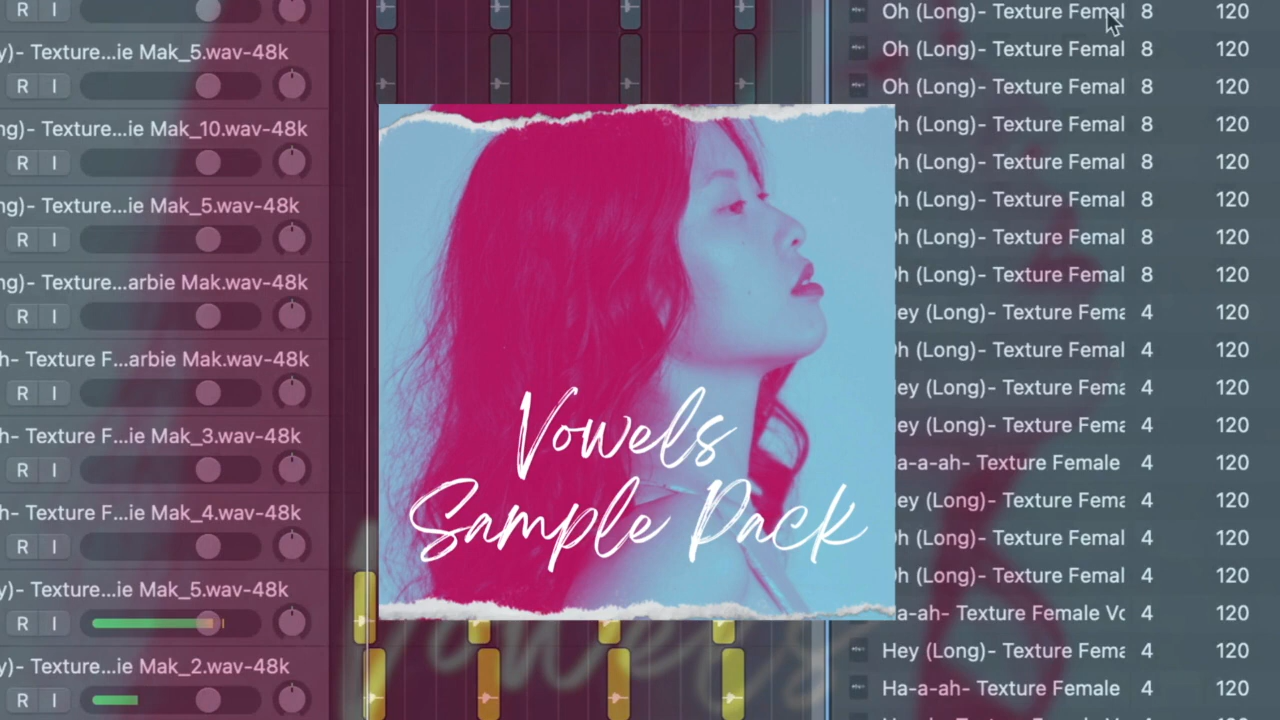 R I
y)- Texture...ie Mak_5.wav-48k
R I
ng)- Texture...ie Mak_10.wav-48k
R I
ng)- Texture...ie Mak_5.wav-48k
R I
ng)- Texture...arbie Mak.wav-48k
R I
h- Texture F...arbie Mak.wav-48k
R I
h- Texture F...ie Mak_3.wav-48k
R I
h- Texture F...ie Mak_4.wav-48k
R I
y)- Texture...ie Mak_5.wav-48k
R I
y)- Texture...ie Mak_2.wav-48k
R I
Vowels
Sample Pack
Vowels
Oh (Long)- Texture Femal 8 120
Oh (Long)- Texture Femal 8 120
Oh (Long)- Texture Femal 8 120
Oh (Long)- Texture Femal 8 120
Oh (Long)- Texture Femal 8 120
Oh (Long)- Texture Femal 8 120
Oh (Long)- Texture Femal 8 120
Oh (Long)- Texture Femal 8 120
ey (Long)- Texture Fema 4 120
h (Long)- Texture Femal 4 120
ey (Long)- Texture Fema 4 120
ey (Long)- Texture Fema 4 120
a-a-ah- Texture Female 4 120
ey (Long)- Texture Fema 4 120
h (Long)- Texture Femal 4 120
h (Long)- Texture Femal 4 120
a-ah- Texture Female Vo 4 120
Hey (Long)- Texture Fema 4 120
Ha-a-ah- Texture Female 4 120